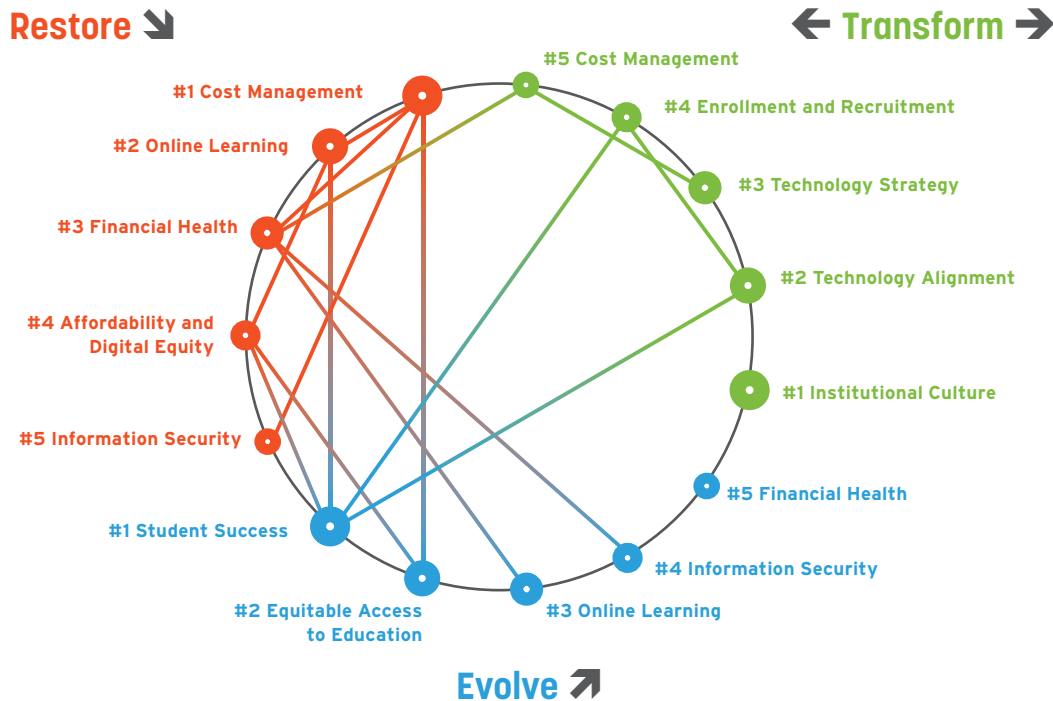 Restore
Transform
#5 Cost Management
#1 Cost Management
#4 Enrollment and Recruitment
#2 Online Learning
#3 Technology Strategy
#3 Financial Health
#2 Technology Alignment
#4 Affordability and
Digital Equity
#1 Institutional Culture
#5 Information Security
#5 Financial Health
#1 Student Success
#4 Information Security
#2 Equitable Access
to Education
#3 Online Learning
Evolve